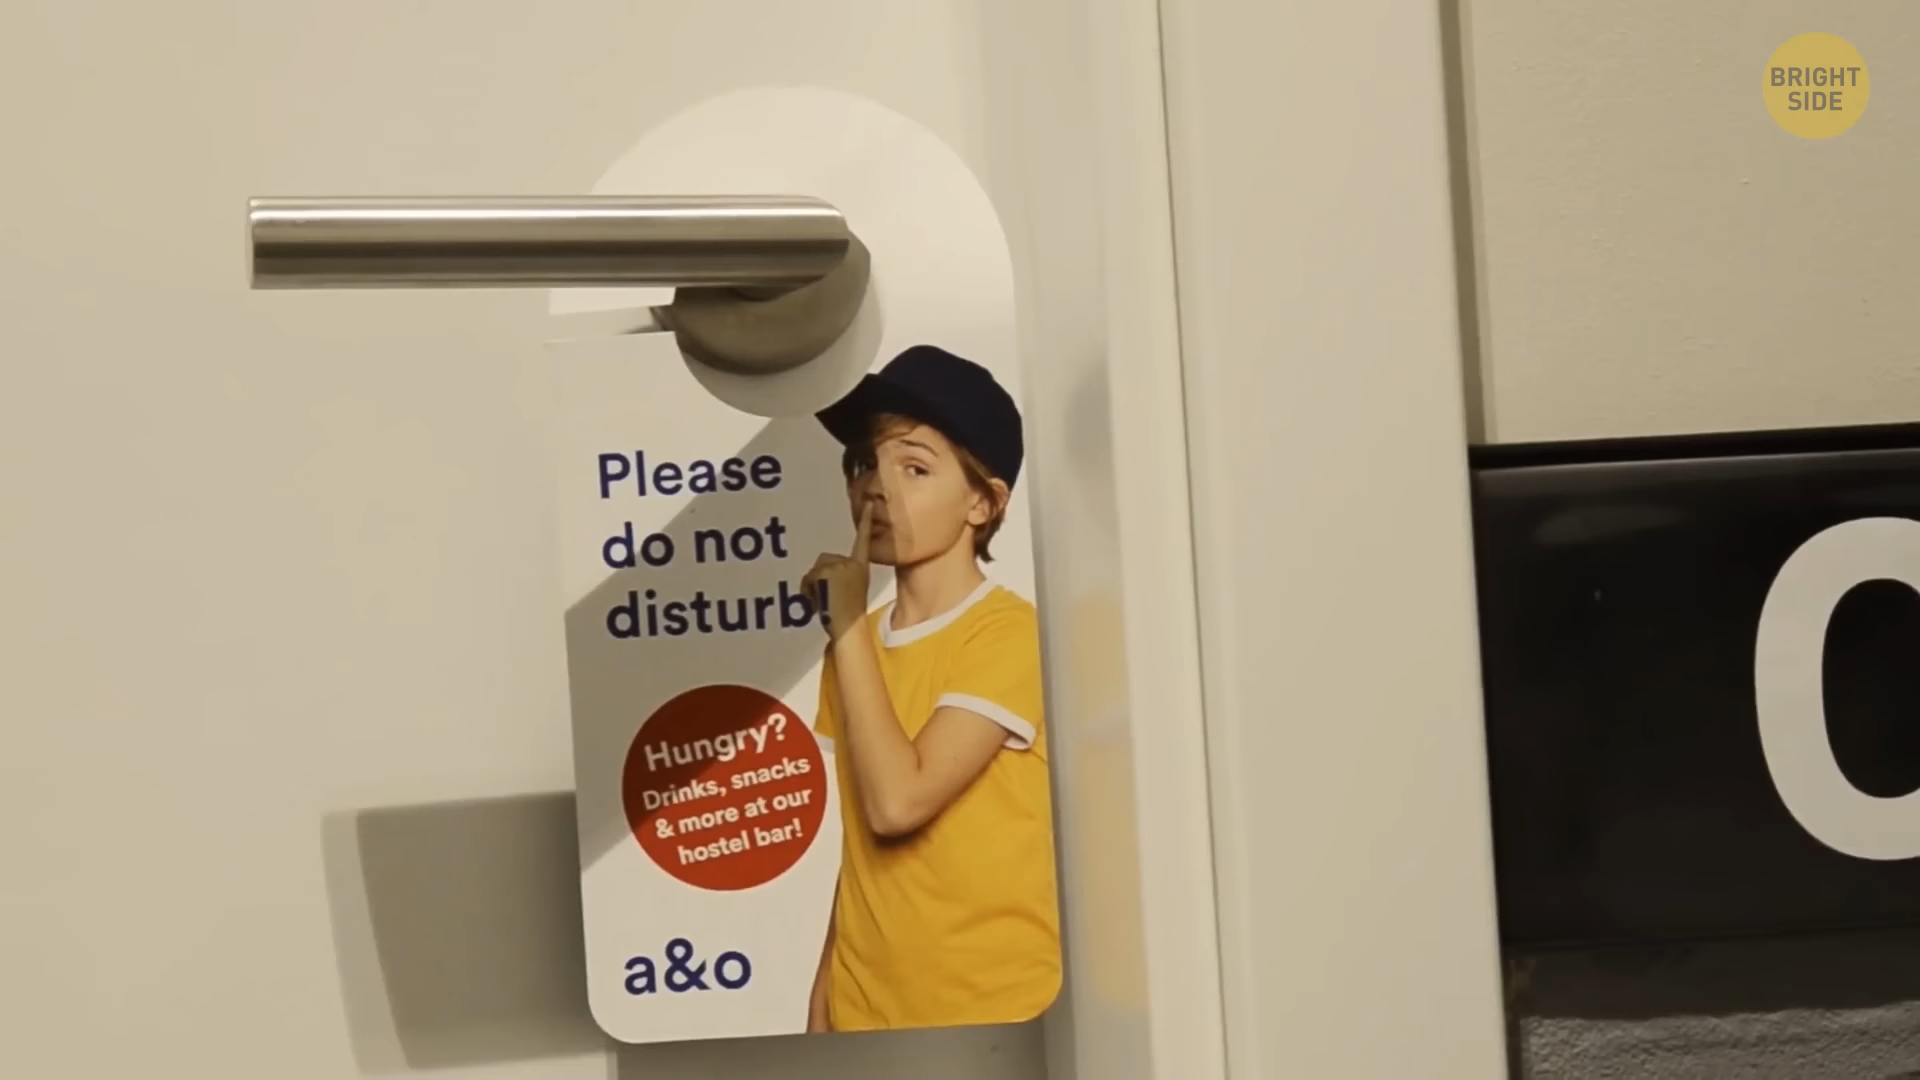 BRIGHT
SIDE
Please
do not
disturb!
Hungry?
Drinks, snacks
& more at our
hostel bar!
a&o